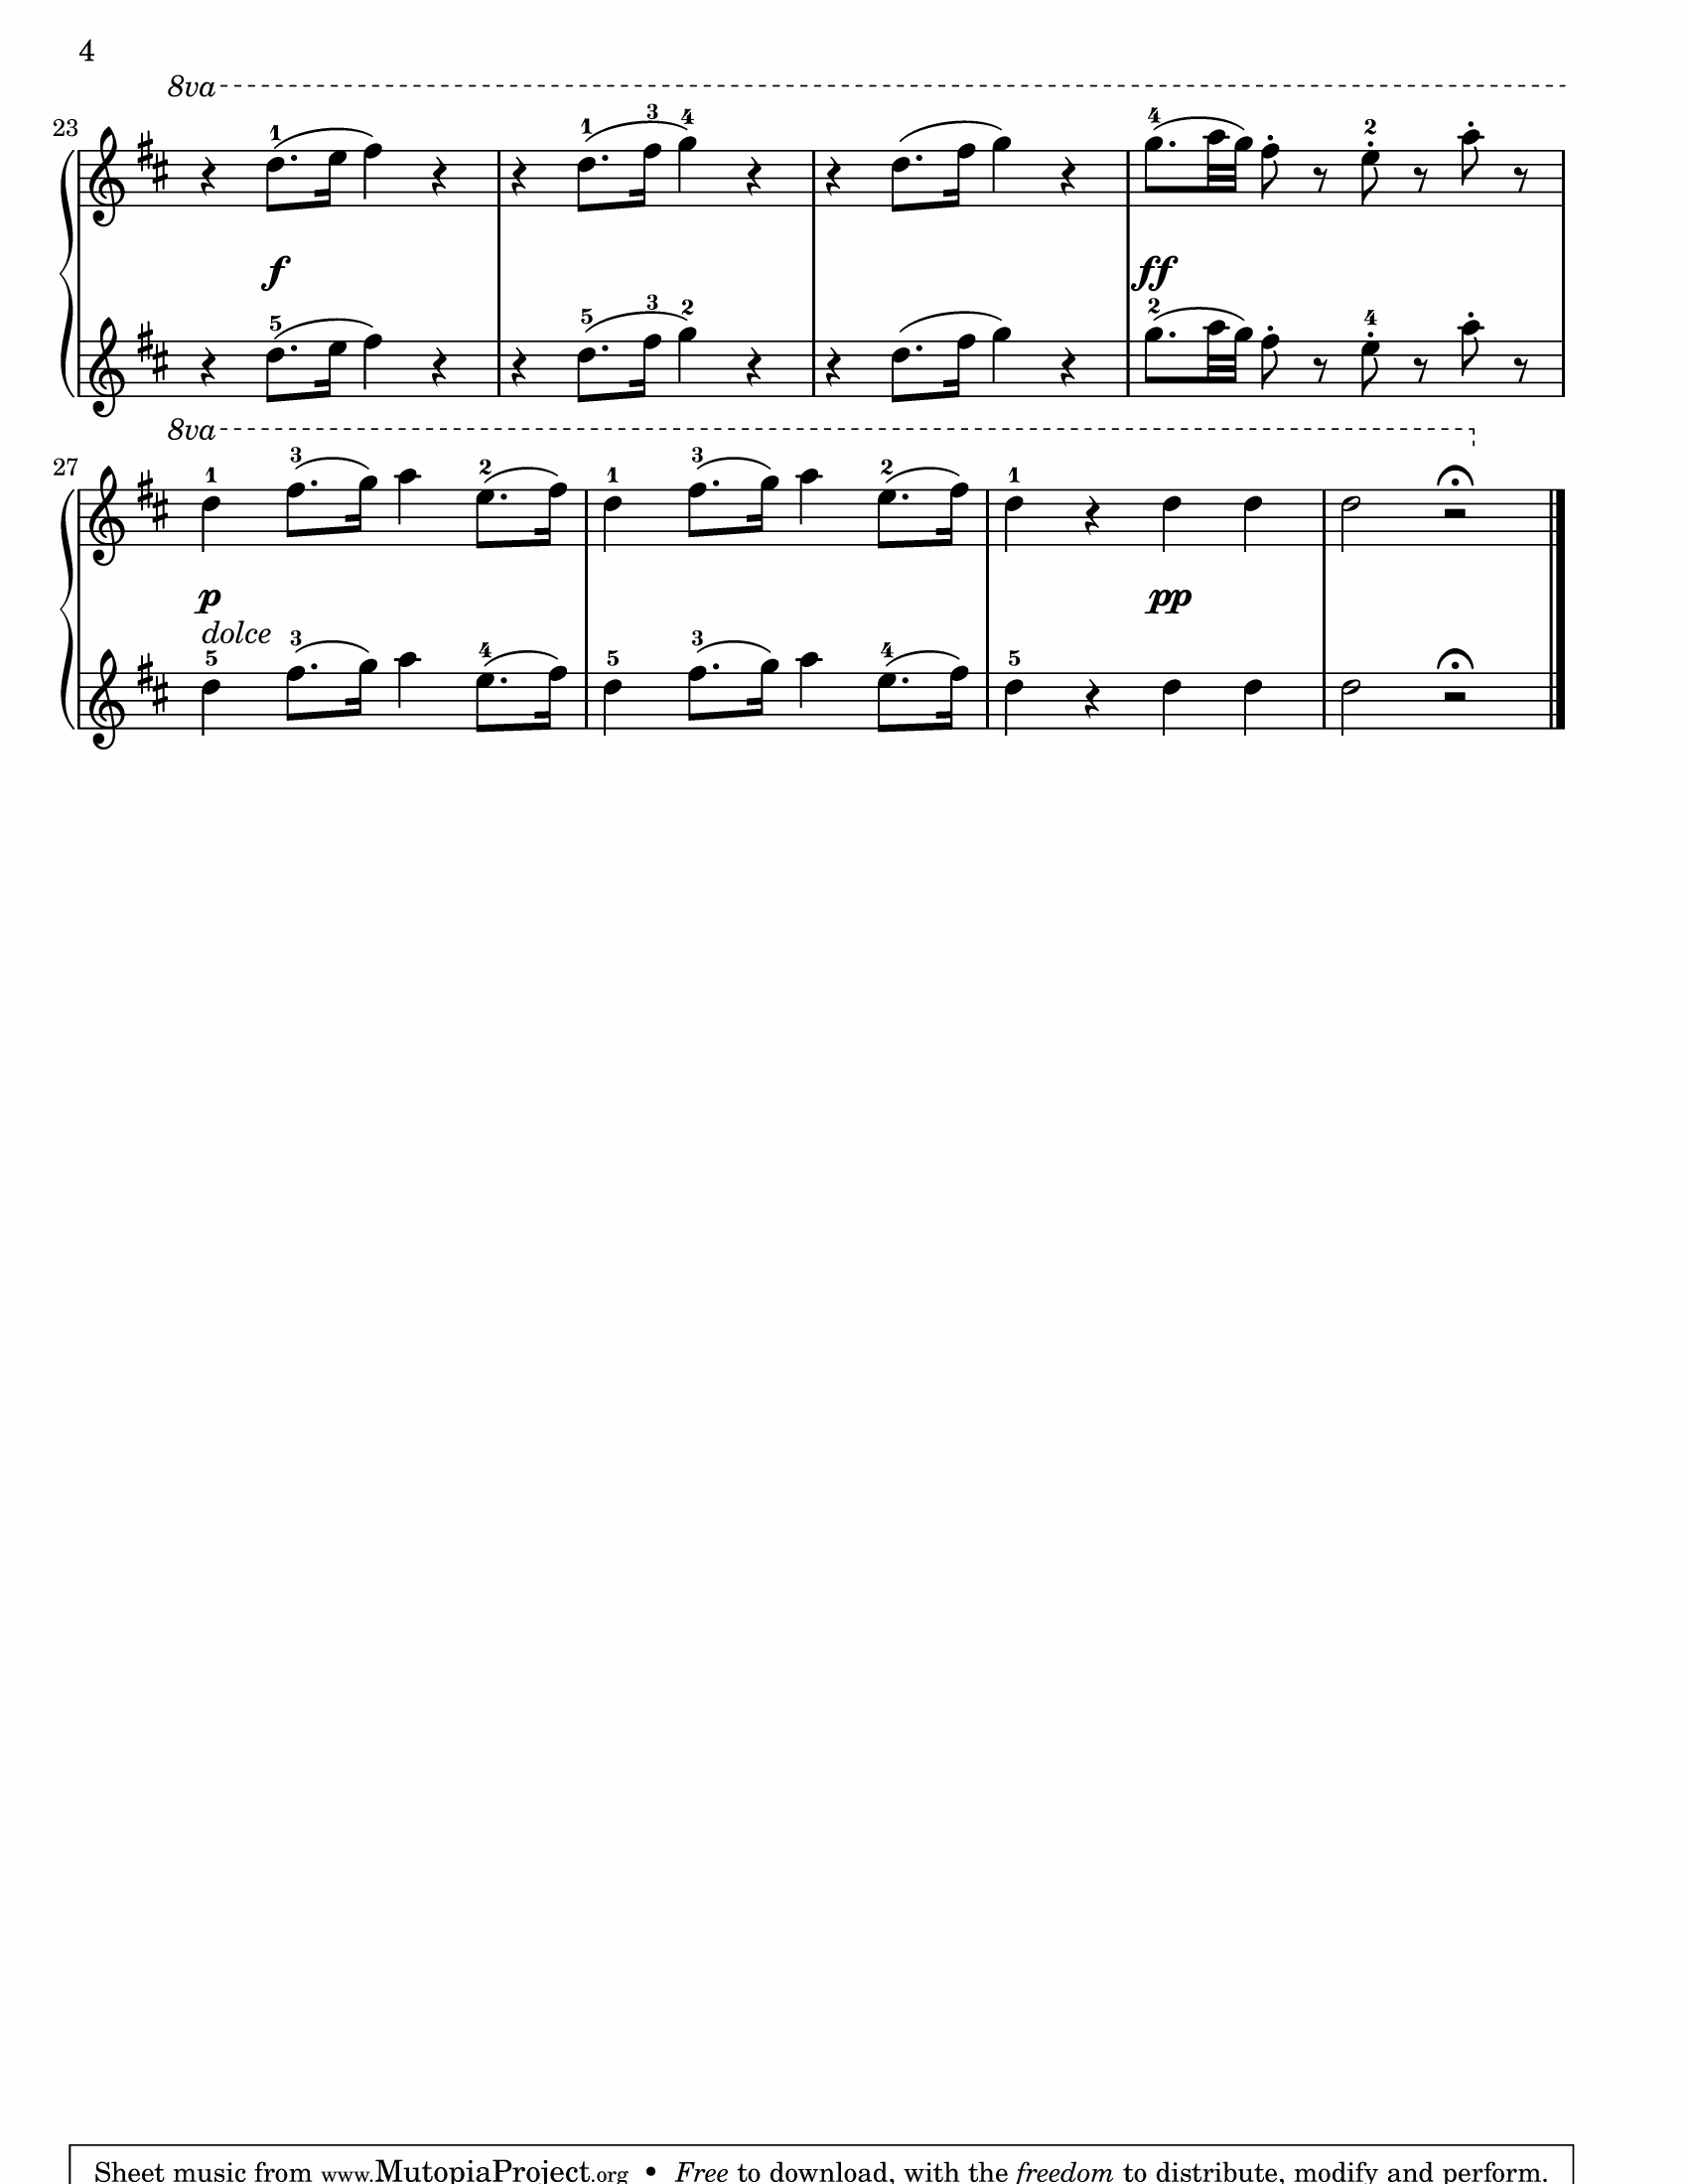 4
8va
23
1 1 3 4 4 2
f ff
5 5 3 2 2 4
8va
27
1 3 2 1 3 2 1
p pp
dolce
5 3 4 5 3 4 5
Sheet music from www.MutopiaProject.org • Free to download, with the freedom to distribute, modify and perform.